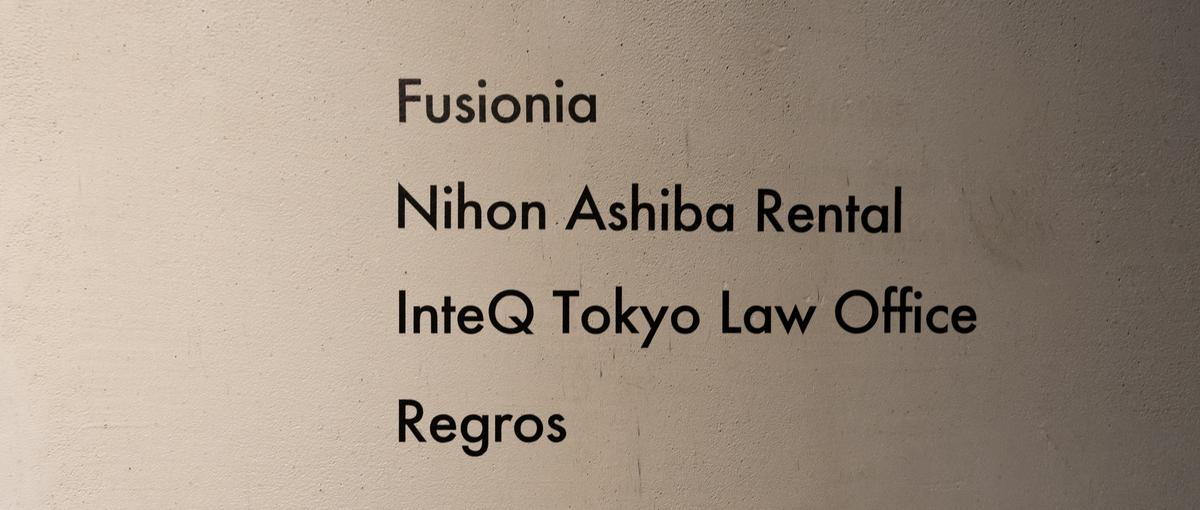 Fusionia
Nihon Ashiba Rental
InteQ Tokyo Law Office
Regros